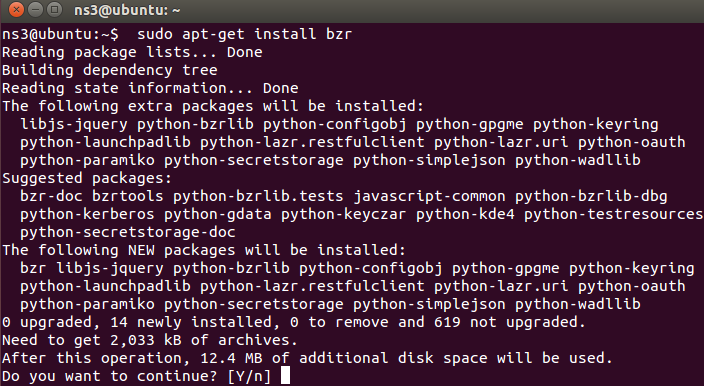 ns3@ubuntu: ~
ns3@ubuntu:~$  sudo apt-get install bzr
Reading package lists... Done
Building dependency tree
Reading state information... Done
The following extra packages will be installed:
  libjs-jquery python-bzrlib python-configobj python-gpgme python-keyring
  python-launchpadlib python-lazr.restfulclient python-lazr.uri python-oauth
  python-paramiko python-secretstorage python-simplejson python-wadllib
Suggested packages:
  bzr-doc bzrtools python-bzrlib.tests javascript-common python-bzrlib-dbg
  python-kerberos python-gdata python-keyczar python-kde4 python-testresources
  python-secretstorage-doc
The following NEW packages will be installed:
  bzr libjs-jquery python-bzrlib python-configobj python-gpgme python-keyring
  python-launchpadlib python-lazr.restfulclient python-lazr.uri python-oauth
  python-paramiko python-secretstorage python-simplejson python-wadllib
0 upgraded, 14 newly installed, 0 to remove and 619 not upgraded.
Need to get 2,033 kB of archives.
After this operation, 12.4 MB of additional disk space will be used.
Do you want to continue? [Y/n]